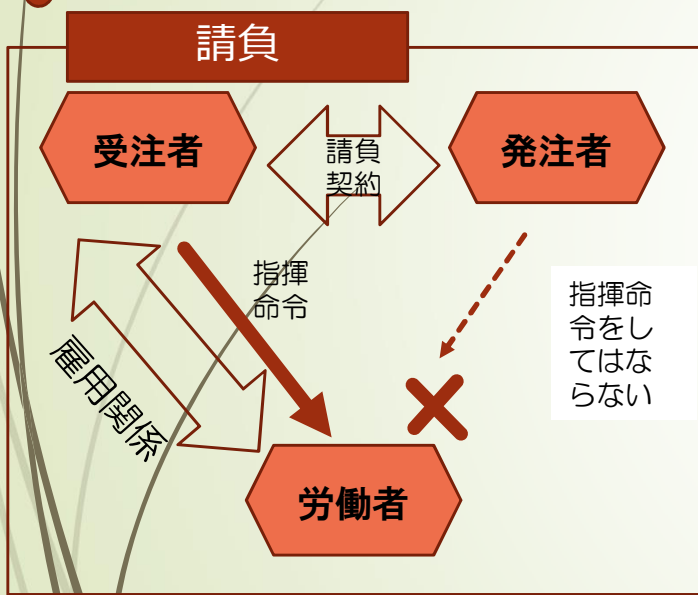 請負
受注者
請負
契約
発注者
指揮
命令
指揮命
令をし
てはな
らない
雇用関係
労働者